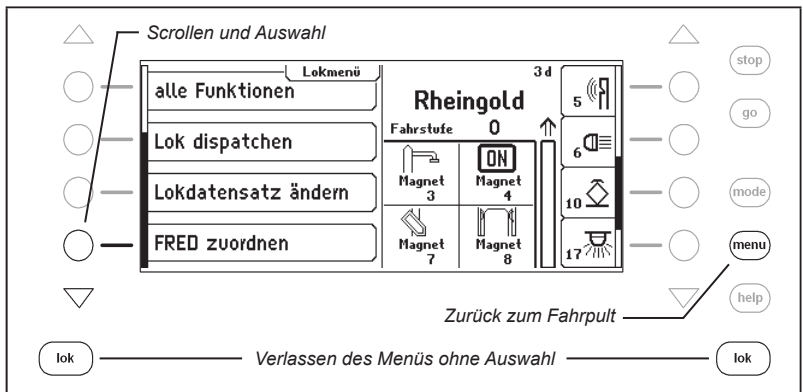 Scrollen und Auswahl
Lokmenü
alle Funktionen
Lok dispatchen
Lokdatensatz ändern
FRED zuordnen
3d
Rheingold
Fahrstufe 0
Magnet
3
ON
Magnet
4
Magnet
7
Magnet
8
5
6
10
17
stop
go
mode
menu
help
Zurück zum Fahrpult
lok
Verlassen des Menüs ohne Auswahl
lok